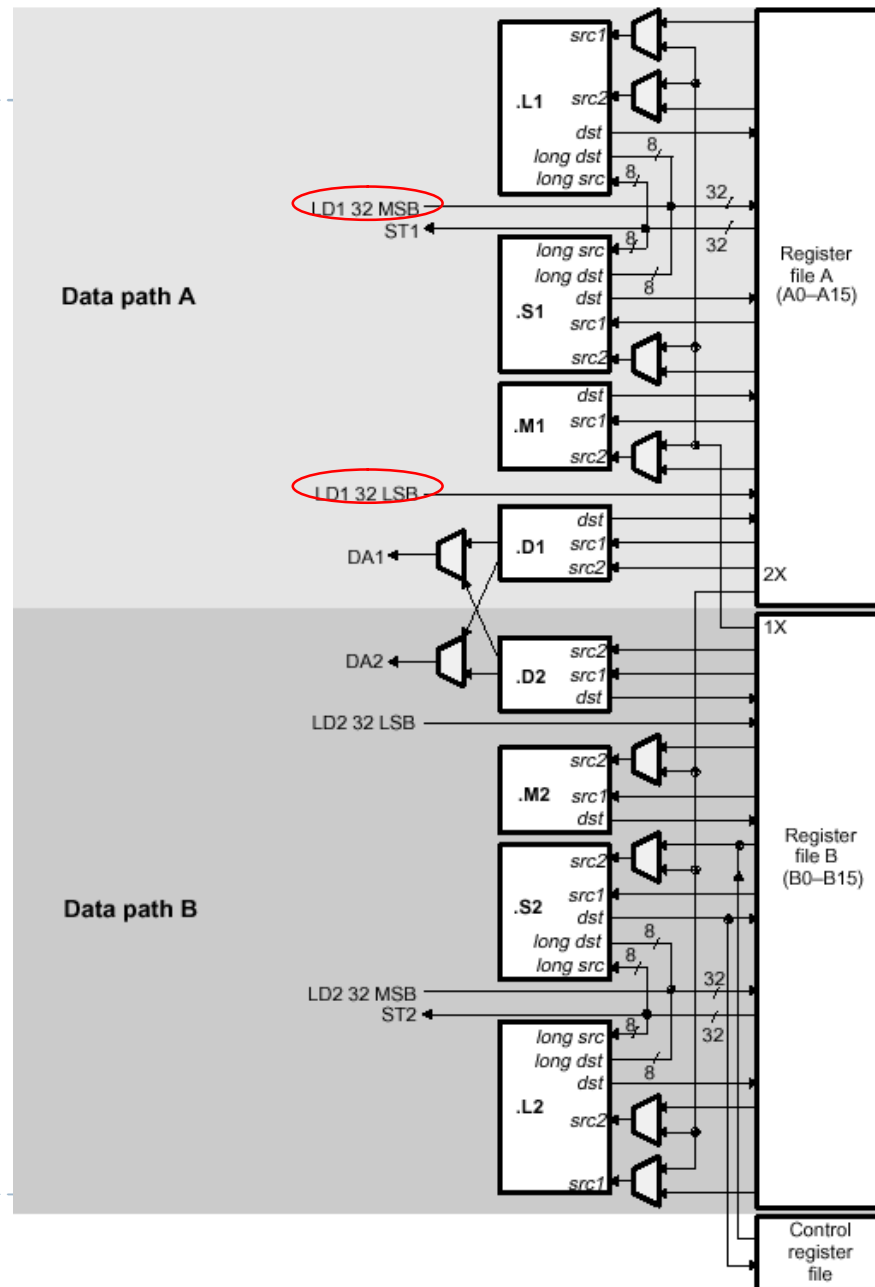 src1
.L1
src2
dst
long dst
8
long src
8
LD1 32 MSB
32
ST1
32
long src
8
long dst
8
Register
file A
(A0–A15)
Data path A
dst
.S1
src1
src2
dst
.M1
src1
src2
LD1 32 LSB
dst
.D1
src1
src2
DA1
2X
1X
DA2
src2
.D2
src1
dst
LD2 32 LSB
src2
.M2
src1
dst
Register
file B
(B0–B15)
src2
Data path B
.S2
src1
dst
long dst
8
long src
8
LD2 32 MSB
32
ST2
32
long src
8
long dst
8
dst
.L2
src2
src1
Control
register
file